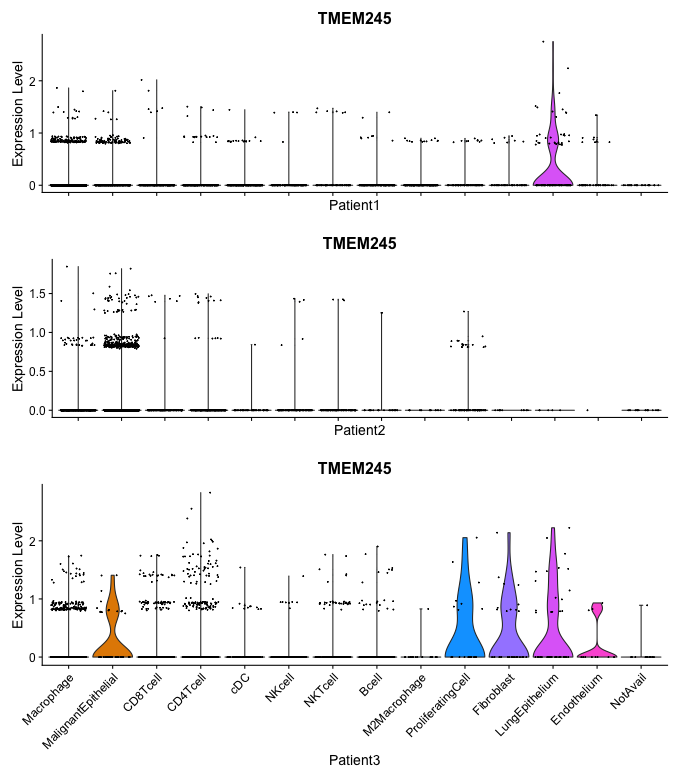 TMEM245
Expression Level
2
1
0
Patient1
TMEM245
Expression Level
1.5
1.0
0.5
0.0
Patient2
TMEM245
Expression Level
2
1
0
Macrophage
MalignantEpithelial
CD8Tcell
CD4Tcell
cDC
NKcell
NKTcell
Bcell
M2Macrophage
ProliferatingCell
Fibroblast
LungEpithelium
Endothelium
NotAvail
Patient3